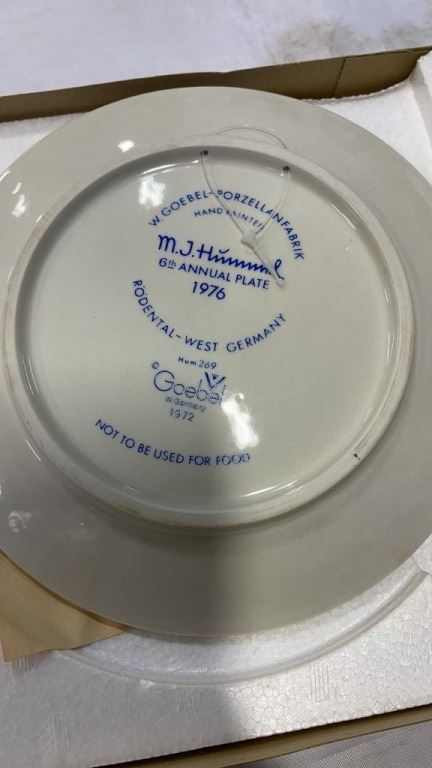 W. GOEBEL-PORZELLANFABRIK
HAND PAINTED
M.J. Hummel
6th ANNUAL PLATE
1976
RÖDENTAL-WEST GERMANY
Hum 269
© Goebel
W. Germany
1972
NOT TO BE USED FOR FOOD